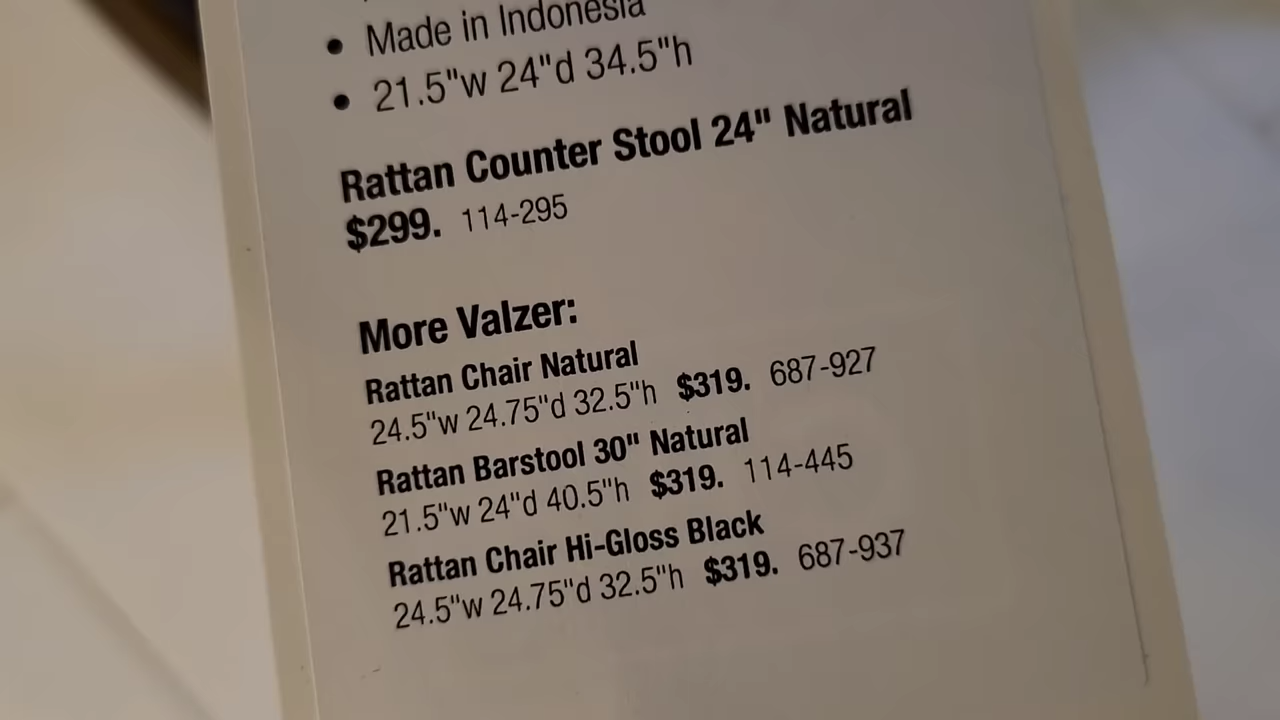 • Made in Indonesia
• 21.5"w 24"d 34.5"h
Rattan Counter Stool 24" Natural
$299. 114-295
More Valzer:
Rattan Chair Natural
24.5"w 24.75"d 32.5"h $319. 687-927
Rattan Barstool 30" Natural
21.5"w 24"d 40.5"h $319. 114-445
Rattan Chair Hi-Gloss Black
24.5"w 24.75"d 32.5"h $319. 687-937